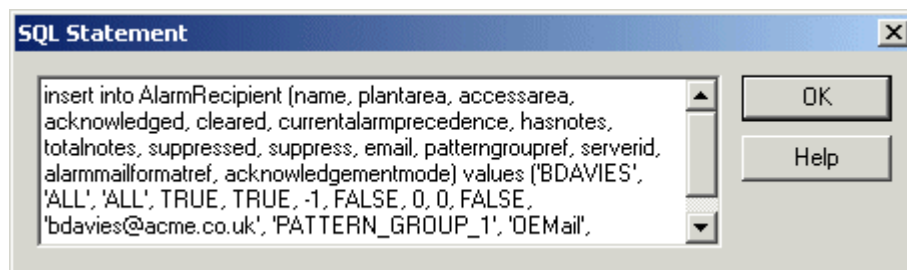 SQL Statement
insert into AlarmRecipient (name, plantarea, accessarea,
acknowledged, cleared, currentalarmprecedence, hasnotes,
totalnotes, suppressed, suppress, email, patterngroupref, serverid,
alarmmailformatref, acknowledgementmode) values ('BDAVIES',
'ALL', 'ALL', TRUE, TRUE, -1, FALSE, 0, 0, FALSE,
'bdavies@acme.co.uk', 'PATTERN_GROUP_1', 'OEMail',
OK
Help